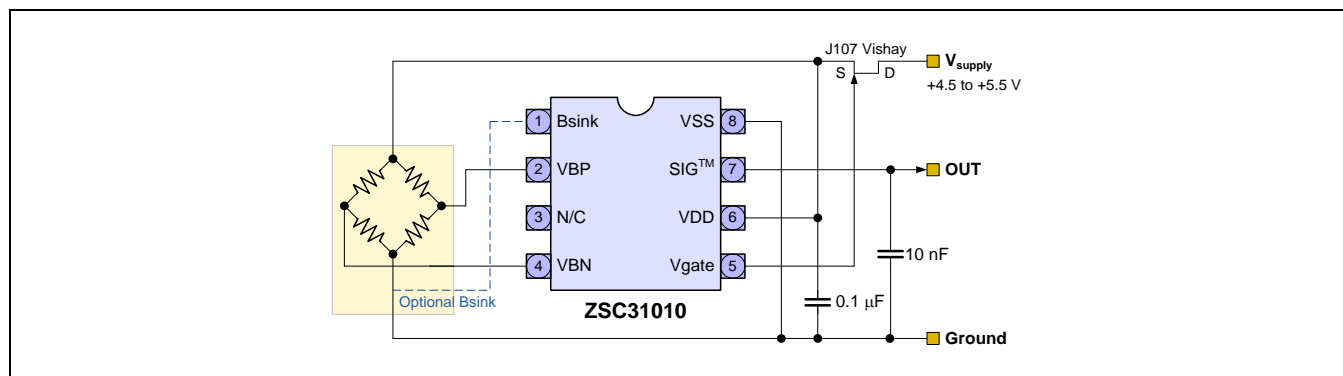 J107 Vishay
S D
Vsupply
+4.5 to +5.5 V
1 Bsink VSS 8
2 VBP SIG™ 7 OUT
3 N/C VDD 6
4 VBN Vgate 5
10 nF
Optional Bsink
0.1 µF
ZSC31010
Ground